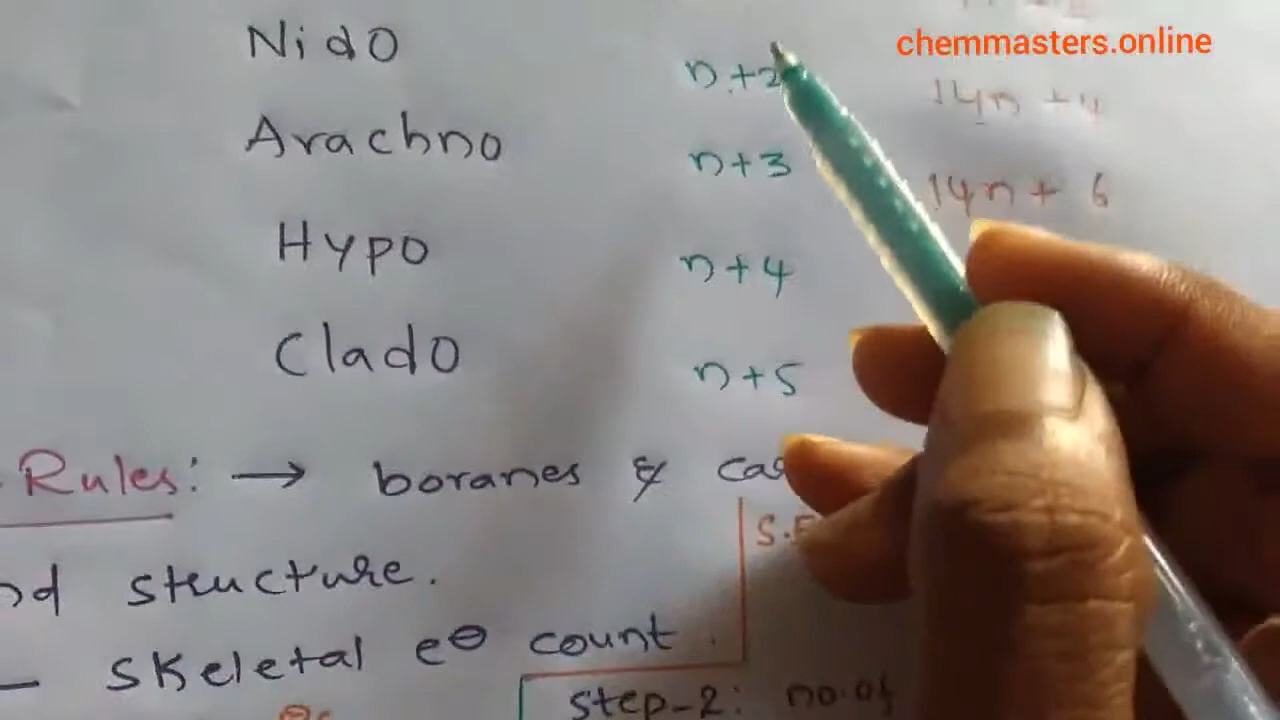 chemmasters.online
Nido n+2 14n+4
Arachno n+3 14n+6
Hypo n+4
Clado n+5
Rules: → boranes &
structure.
S.E
- Skeletal e⊖ count.
step-2: no.of